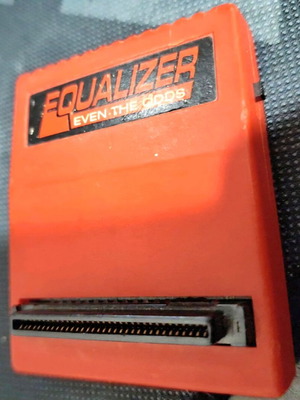 EQUALIZER
EVEN THE ODDS